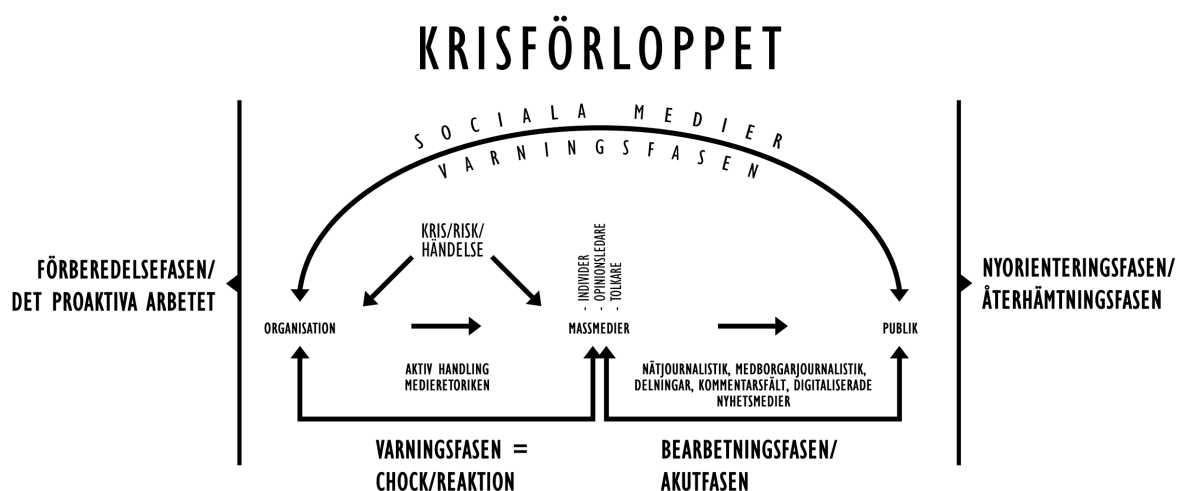 KRISFÖRLOPPET
SOCIALA MEDIER
VARNINGSFASEN
KRIS/RISK/
HÄNDELSE
- INDIVIDER
- OPINIONSLEDARE
- TOLKARE
FÖRBEREDELSEFASEN/
DET PROAKTIVA ARBETET
NYORIENTERINGSFASEN/
ÅTERHÄMTNINGSFASEN
ORGANISATION
MASSMEDIER
PUBLIK
AKTIV HANDLING
MEDIERETORIKEN
NÄTJOURNALISTIK, MEDBORGARJOURNALISTIK,
DELNINGAR, KOMMENTARSFÄLT, DIGITALISERADE
NYHETSMEDIER
VARNINGSFASEN =
CHOCK/REAKTION
BEARBETNINGSFASEN/
AKUTFASEN